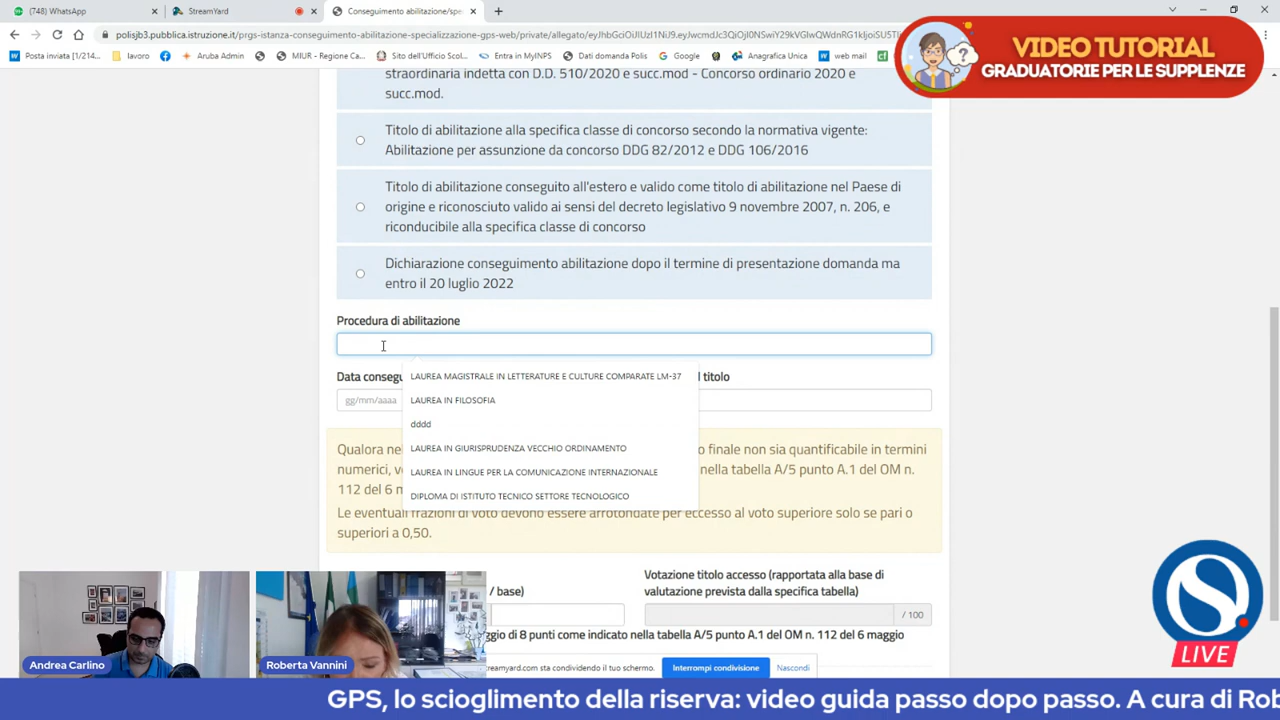 (748) WhatsApp
StreamYard
Conseguimento abilitazione/spe
polisjb3.pubblica.istruzione.it/prgs-istanza-conseguimento-abilitazione-specializzazione-gps-web/private/allegato/
Posta inviata [1/214...
lavoro
Aruba Admin
MIUR - Regione Ca...
Sito dell'Ufficio Scol...
Entra in MyINPS
Dati domanda Polis
Google
Anagrafica Unica
web mail
VIDEO TUTORIAL
GRADUATORIE PER LE SUPPLENZE
straordinaria indetta con D.D. 510/2020 e succ.mod - Concorso ordinario 2020 e
succ.mod.
Titolo di abilitazione alla specifica classe di concorso secondo la normativa vigente:
Abilitazione per assunzione da concorso DDG 82/2012 e DDG 106/2016
Titolo di abilitazione conseguito all'estero e valido come titolo di abilitazione nel Paese di
origine e riconosciuto valido ai sensi del decreto legislativo 9 novembre 2007, n. 206, e
riconducibile alla specifica classe di concorso
Dichiarazione conseguimento abilitazione dopo il termine di presentazione domanda ma
entro il 20 luglio 2022
Procedura di abilitazione
LAUREA MAGISTRALE IN LETTERATURE E CULTURE COMPARATE LM-37
Data consegu
l titolo
gg/mm/aaaa
LAUREA IN FILOSOFIA
dddd
LAUREA IN GIURISPRUDENZA VECCHIO ORDINAMENTO
LAUREA IN LINGUE PER LA COMUNICAZIONE INTERNAZIONALE
DIPLOMA DI ISTITUTO TECNICO SETTORE TECNOLOGICO
Qualora ne
o finale non sia quantificabile in termini
numerici, v
nella tabella A/5 punto A.1 del OM n.
112 del 6 m
Le eventuali frazioni di voto devono essere arrotondate per eccesso al voto superiore solo se pari o
superiori a 0,50.
/ base)
Votazione titolo accesso (rapportata alla base di
valutazione prevista dalla specifica tabella)
/ 100
ggio di 8 punti come indicato nella tabella A/5 punto A.1 del OM n. 112 del 6 maggio
streamyard.com sta condividendo il tuo schermo.
Interrompi condivisione
Nascondi
Andrea Carlino
Roberta Vannini
S
LIVE
GPS, lo scioglimento della riserva: video guida passo dopo passo. A cura di Rob